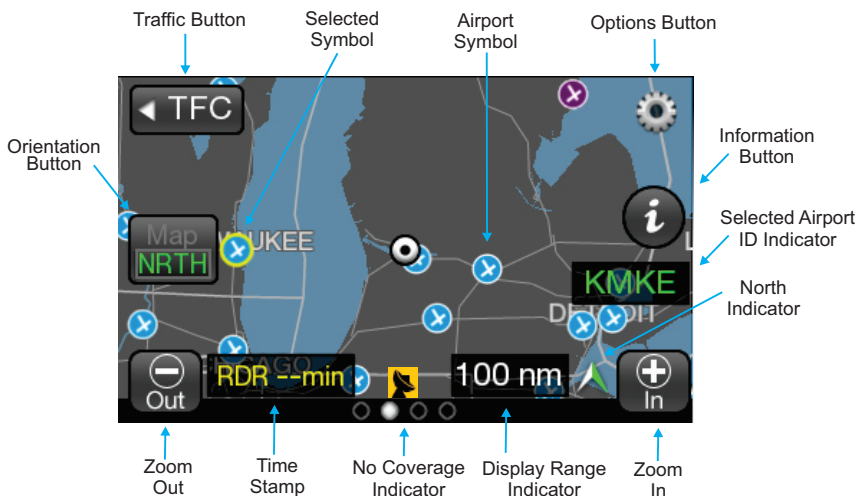 Traffic Button
Selected
Symbol
Airport
Symbol
Options Button
TFC
Orientation
Button
Information
Button
Map
NRTH
UKEE
i
Selected Airport
ID Indicator
KMKE
North
Indicator
RDR --min
100 nm
Out
In
Zoom
Out
Time
Stamp
No Coverage
Indicator
Display Range
Indicator
Zoom
In